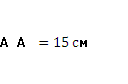 А А = 15 см